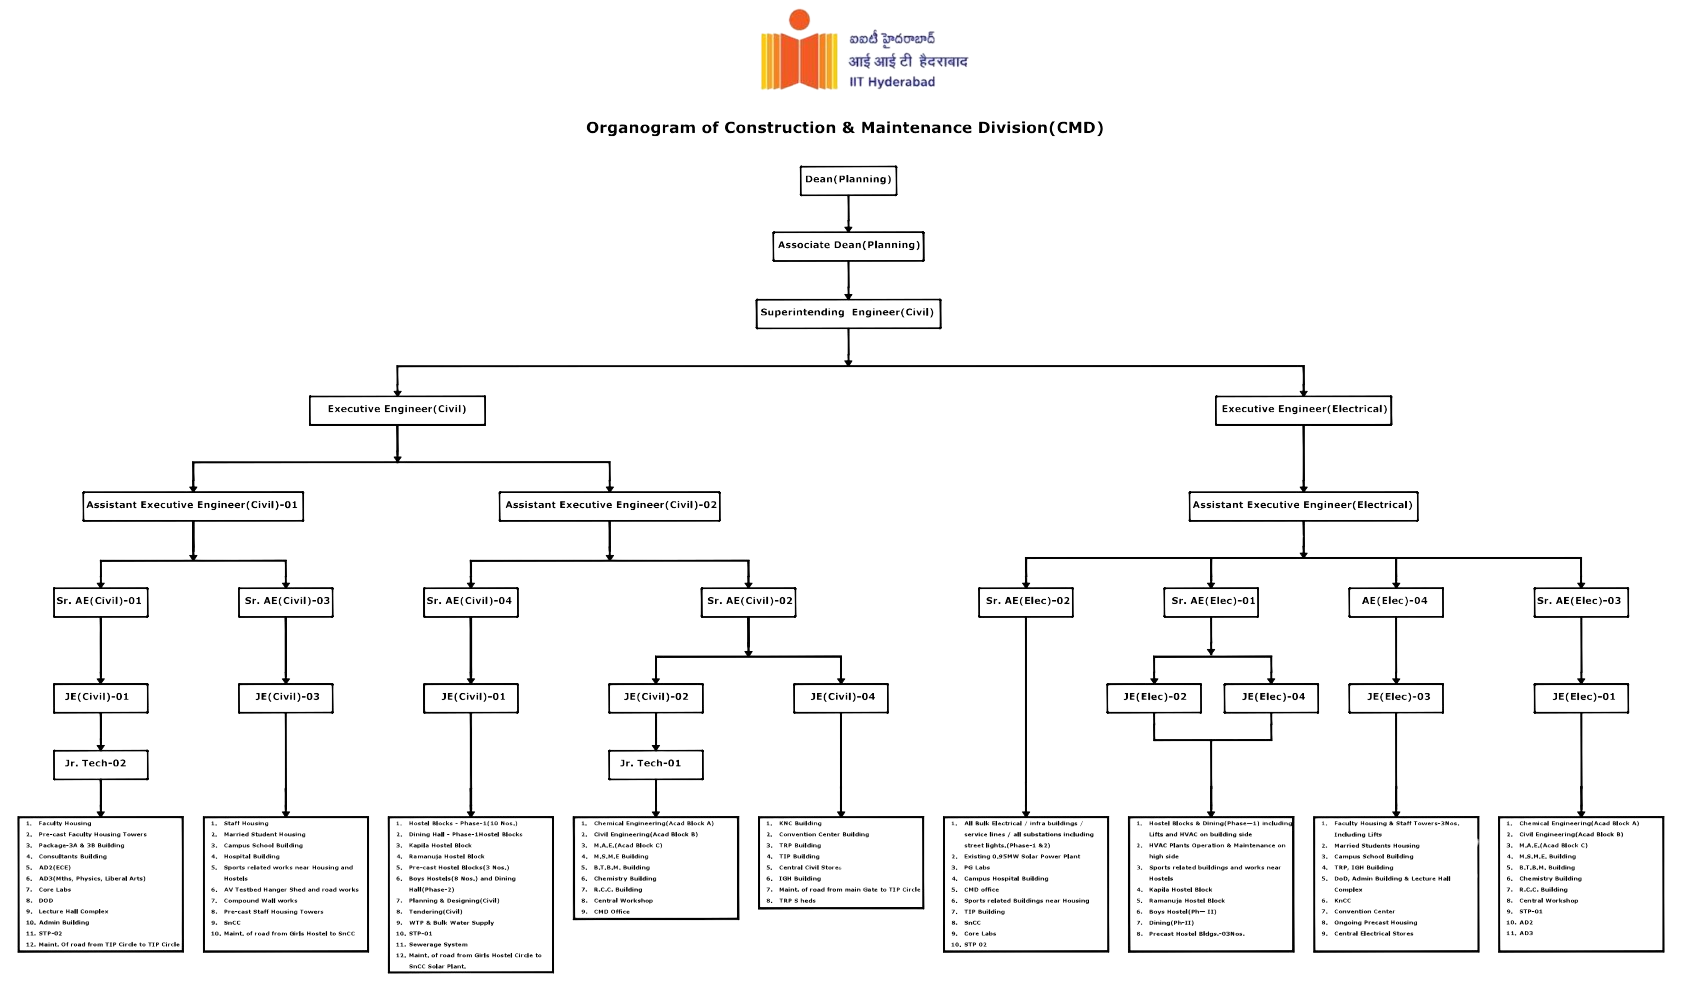 ఐఐటీ హైదరాబాద్
आई आई टी हैदराबाद
IIT Hyderabad
Organogram of Construction & Maintenance Division(CMD)
Dean(Planning)
Associate Dean(Planning)
Superintending Engineer(Civil)
Executive Engineer(Civil)
Executive Engineer(Electrical)
Assistant Executive Engineer(Civil)-01
Assistant Executive Engineer(Civil)-02
Assistant Executive Engineer(Electrical)
Sr. AE(Civil)-01
Sr. AE(Civil)-03
Sr. AE(Civil)-04
Sr. AE(Civil)-02
Sr. AE(Elec)-02
Sr. AE(Elec)-01
AE(Elec)-04
Sr. AE(Elec)-03
JE(Civil)-01
JE(Civil)-03
JE(Civil)-01
JE(Civil)-02
JE(Civil)-04
JE(Elec)-02
JE(Elec)-04
JE(Elec)-03
JE(Elec)-01
Jr. Tech-02
Jr. Tech-01
1. Faculty Housing
2. Pre-cast Faculty Housing Towers
3. Package-3A & 3B Building
4. Consultants Building
5. AD2(ECE)
6. AD3(Mths, Physics, Liberal Arts)
7. Core Labs
8. DOD
9. Lecture Hall Complex
10. Admin Building
11. STP-02
12. Maint. Of road from TIP Circle to TIP Circle
1. Staff Housing
2. Married Student Housing
3. Campus School Building
4. Hospital Building
5. Sports related works near Housing and
Hostels
6. AV Testbed Hanger Shed and road works
7. Compound Wall works
8. Pre-cast Staff Housing Towers
9. SnCC
10. Maint. of road from Girls Hostel to SnCC
1. Hostel Blocks - Phase-1(10 Nos.)
2. Dining Hall - Phase-1Hostel Blocks
3. Kapila Hostel Block
4. Ramanuja Hostel Block
5. Pre-cast Hostel Blocks(3 Nos.)
6. Boys Hostels(8 Nos.) and Dining
Hall(Phase-2)
7. Planning & Designing(Civil)
8. Tendering(Civil)
9. WTP & Bulk Water Supply
10. STP-01
11. Sewerage System
12. Maint. of road from Girls Hostel Circle to
SnCC Solar Plant.
1. Chemical Engineering(Acad Block A)
2. Civil Engineering(Acad Block B)
3. M.A.E.(Acad Block C)
4. M.S.M.E Building
5. B.T.B.M. Building
6. Chemistry Building
7. R.C.C. Building
8. Central Workshop
9. CMD Office
1. KNC Building
2. Convention Center Building
3. TRP Building
4. TIP Building
5. Central Civil Stores
6. IGH Building
7. Maint. of road from main Gate to TIP Circle
8. TRP S heds
1. All Bulk Electrical / infra buildings /
service lines / all substations including
street lights.(Phase-1 &2)
2. Existing 0.95MW Solar Power Plant
3. PG Labs
4. Campus Hospital Building
5. CMD office
6. Sports related Buildings near Housing
7. TIP Building
8. SnCC
9. Core Labs
10. STP 02
1. Hostel Blocks & Dining(Phase—1) including
Lifts and HVAC on building side
2. HVAC Plants Operation & Maintenance on
high side
3. Sports related buildings and works near
Hostels
4. Kapila Hostel Block
5. Ramanuja Hostel Block
6. Boys Hostel(Ph— II)
7. Dining(Ph-II)
8. Precast Hostel Bldgs.-03Nos.
1. Faculty Housing & Staff Towers-3Nos.
Including Lifts
2. Married Students Housing
3. Campus School Building
4. TRP, IGH Building
5. DoD, Admin Building & Lecture Hall
Complex
6. KnCC
7. Convention Center
8. Ongoing Precast Housing
9. Central Electrical Stores
1. Chemical Engineering(Acad Block A)
2. Civil Engineering(Acad Block B)
3. M.A.E.(Acad Block C)
4. M.S.M.E. Building
5. B.T.B.M. Building
6. Chemistry Building
7. R.C.C. Building
8. Central Workshop
9. STP-01
10. AD2
11. AD3